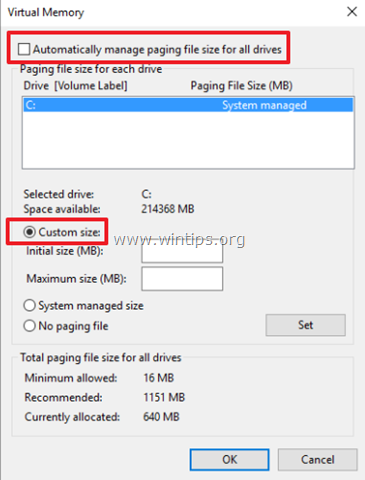 Virtual Memory
Automatically manage paging file size for all drives
Paging file size for each drive
Drive [Volume Label] Paging File Size (MB)
C: System managed
Selected drive: C:
Space available: 214368 MB
Custom size:
www.wintips.org
Initial size (MB):
Maximum size (MB):
System managed size
No paging file Set
Total paging file size for all drives
Minimum allowed: 16 MB
Recommended: 1151 MB
Currently allocated: 640 MB
OK Cancel